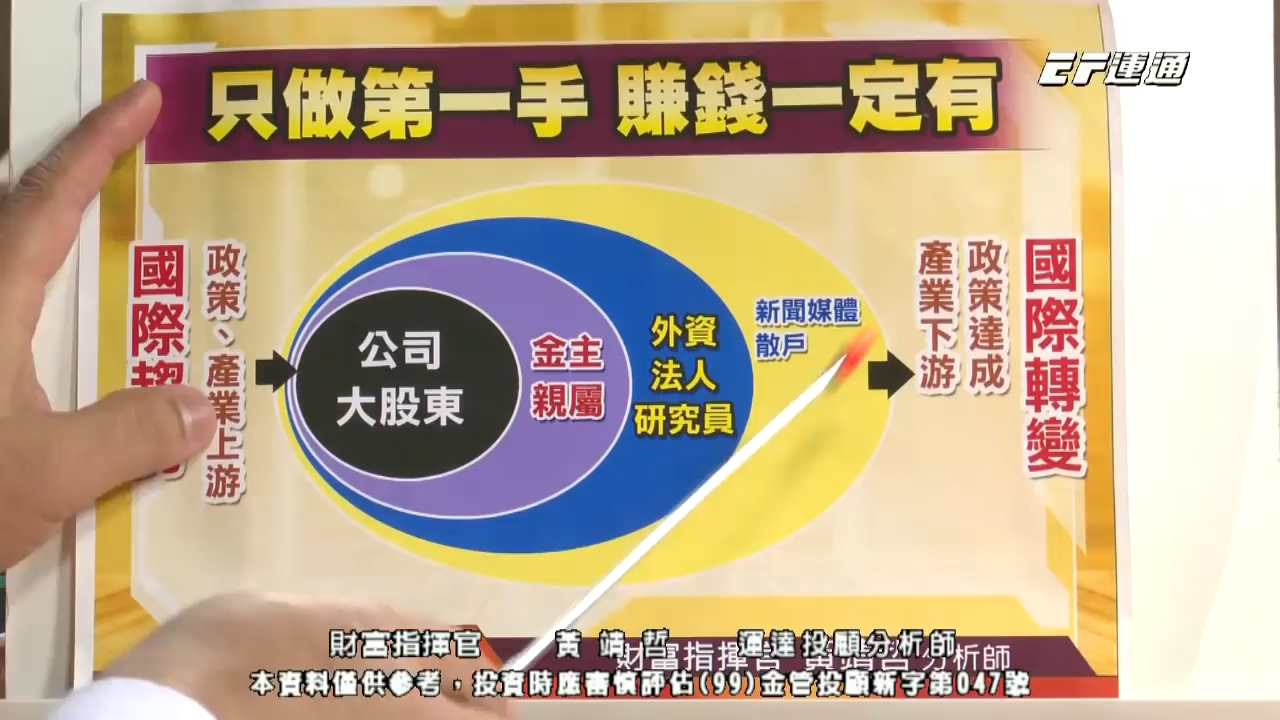 EF運通
只做第一手 賺錢一定有
國際趨
政策、產業上游
公司
大股東
金主
親屬
外資
法人
研究員
新聞媒體
散戶
政策達成
產業下游
國際轉變
財富指揮官 黃靖哲 運達投顧分析師
財富指揮官 黃靖哲 分析師
本資料僅供參考，投資時應審慎評估(99)金管投顧新字第047號